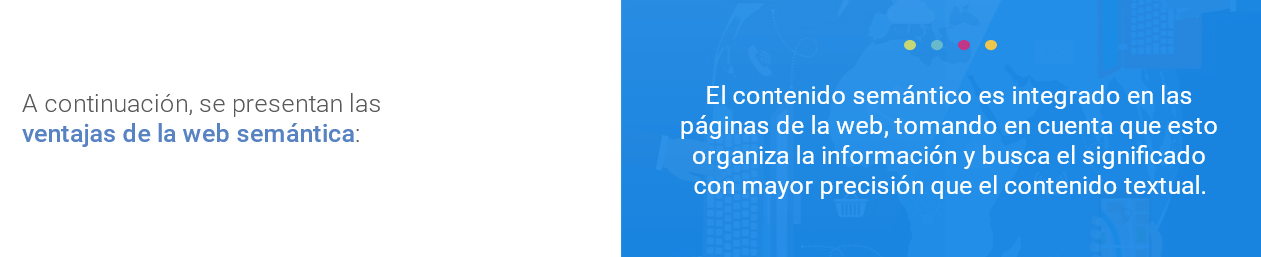 A continuación, se presentan las
ventajas de la web semántica:
El contenido semántico es integrado en las
páginas de la web, tomando en cuenta que esto
organiza la información y busca el significado
con mayor precisión que el contenido textual.